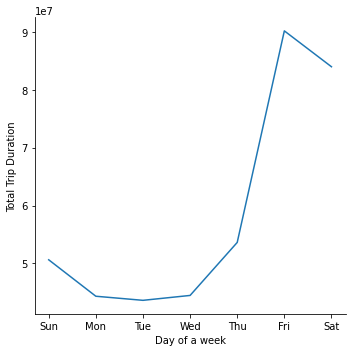 1e7
9
8
7
6
5
Total Trip Duration
Sun Mon Tue Wed Thu Fri Sat
Day of a week